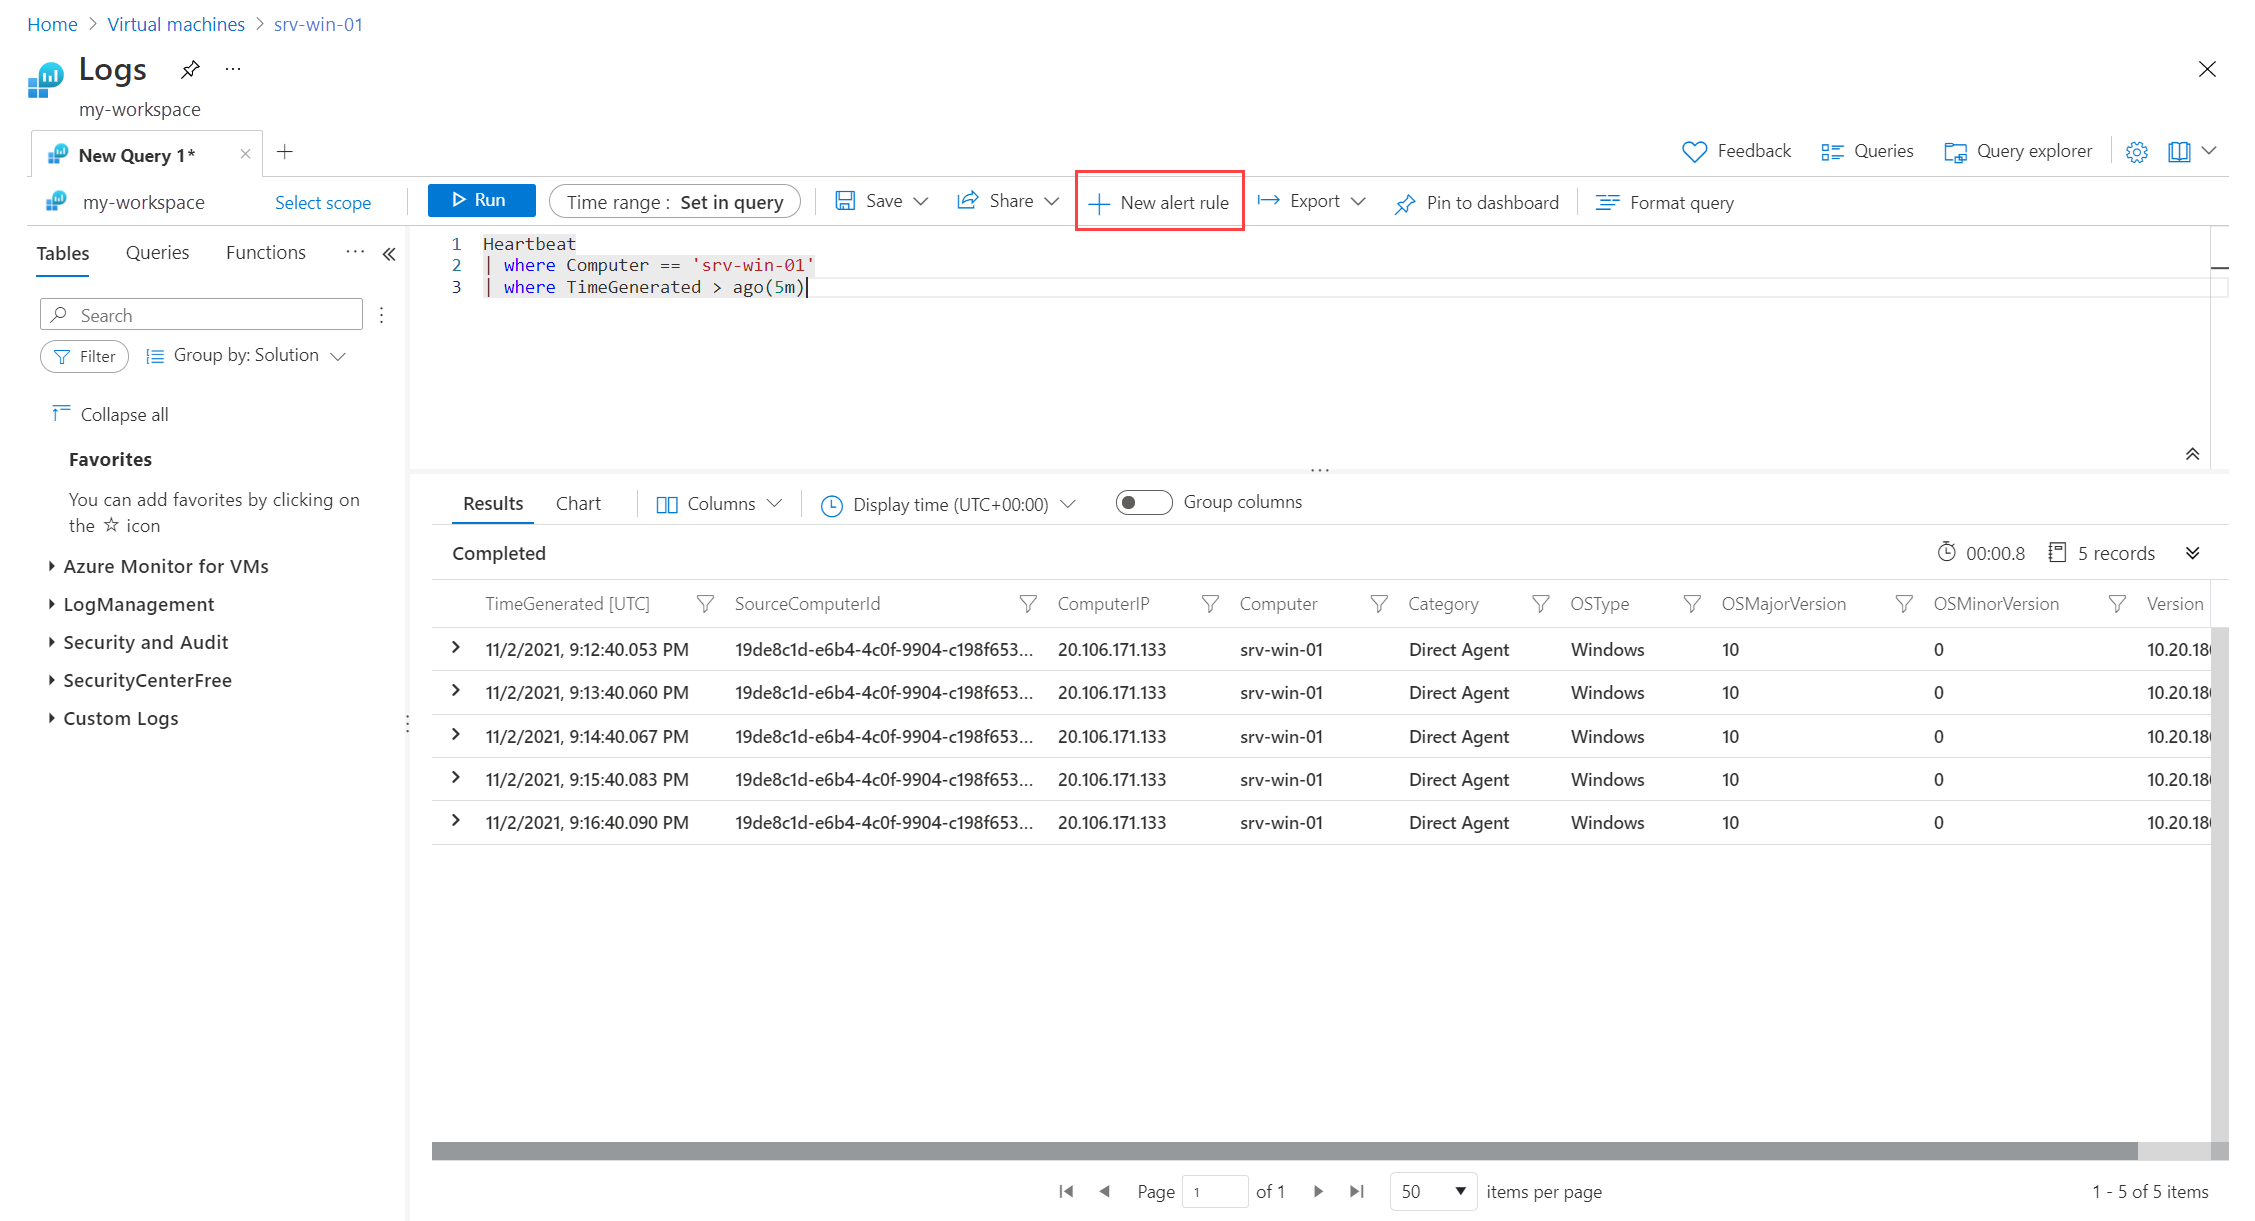 Home > Virtual machines > srv-win-01
Logs ...
my-workspace
New Query 1*
Feedback Queries Query explorer
my-workspace Select scope Run Time range : Set in query Save Share New alert rule Export Pin to dashboard Format query
Tables Queries Functions ...
Search
Filter Group by: Solution
Collapse all
Favorites
You can add favorites by clicking on
the ☆ icon
Azure Monitor for VMs
LogManagement
Security and Audit
SecurityCenterFree
Custom Logs
1 Heartbeat
2 | where Computer == 'srv-win-01'
3 | where TimeGenerated > ago(5m)
Results Chart Columns Display time (UTC+00:00) Group columns
Completed 00:00.8 5 records
TimeGenerated [UTC] SourceComputerId ComputerIP Computer Category OSType OSMajorVersion OSMinorVersion Version
11/2/2021, 9:12:40.053 PM 19de8c1d-e6b4-4c0f-9904-c198f653... 20.106.171.133 srv-win-01 Direct Agent Windows 10 0 10.20.18
11/2/2021, 9:13:40.060 PM 19de8c1d-e6b4-4c0f-9904-c198f653... 20.106.171.133 srv-win-01 Direct Agent Windows 10 0 10.20.18
11/2/2021, 9:14:40.067 PM 19de8c1d-e6b4-4c0f-9904-c198f653... 20.106.171.133 srv-win-01 Direct Agent Windows 10 0 10.20.18
11/2/2021, 9:15:40.083 PM 19de8c1d-e6b4-4c0f-9904-c198f653... 20.106.171.133 srv-win-01 Direct Agent Windows 10 0 10.20.18
11/2/2021, 9:16:40.090 PM 19de8c1d-e6b4-4c0f-9904-c198f653... 20.106.171.133 srv-win-01 Direct Agent Windows 10 0 10.20.18
Page 1 of 1 50 items per page 1 - 5 of 5 items